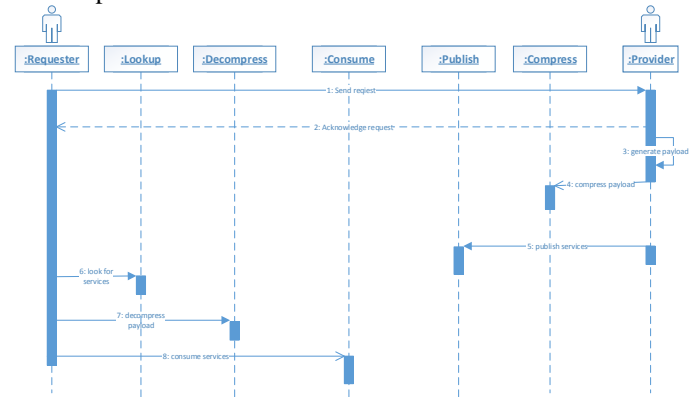 :Requester
:Lookup
:Decompress
:Consume
:Publish
:Compress
:Provider
1: Send reqiest
2: Acknowledge request
3: generate payload
4: compress payload
5: publish services
6: look for
services
7: decompress
payload
8: consume services